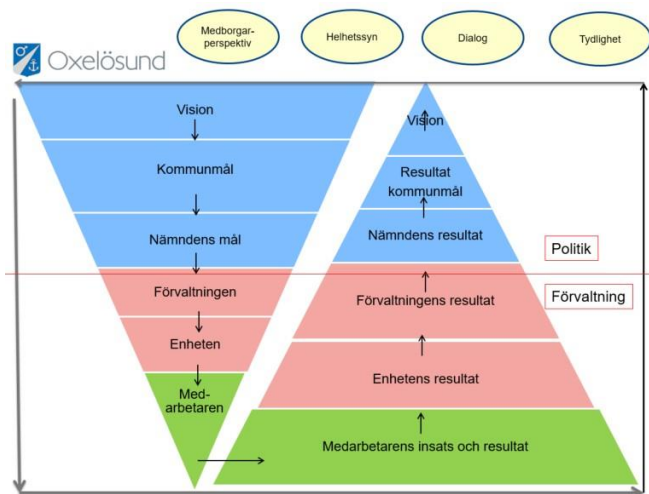 Medborgar-
perspektiv
Helhetssyn
Dialog
Tydlighet
Oxelösund
Vision
Kommunmål
Nämndens mål
Förvaltningen
Enheten
Med-
arbetaren
Vision
Resultat
kommunmål
Nämndens resultat
Politik
Förvaltning
Förvaltningens resultat
Enhetens resultat
Medarbetarens insats och resultat